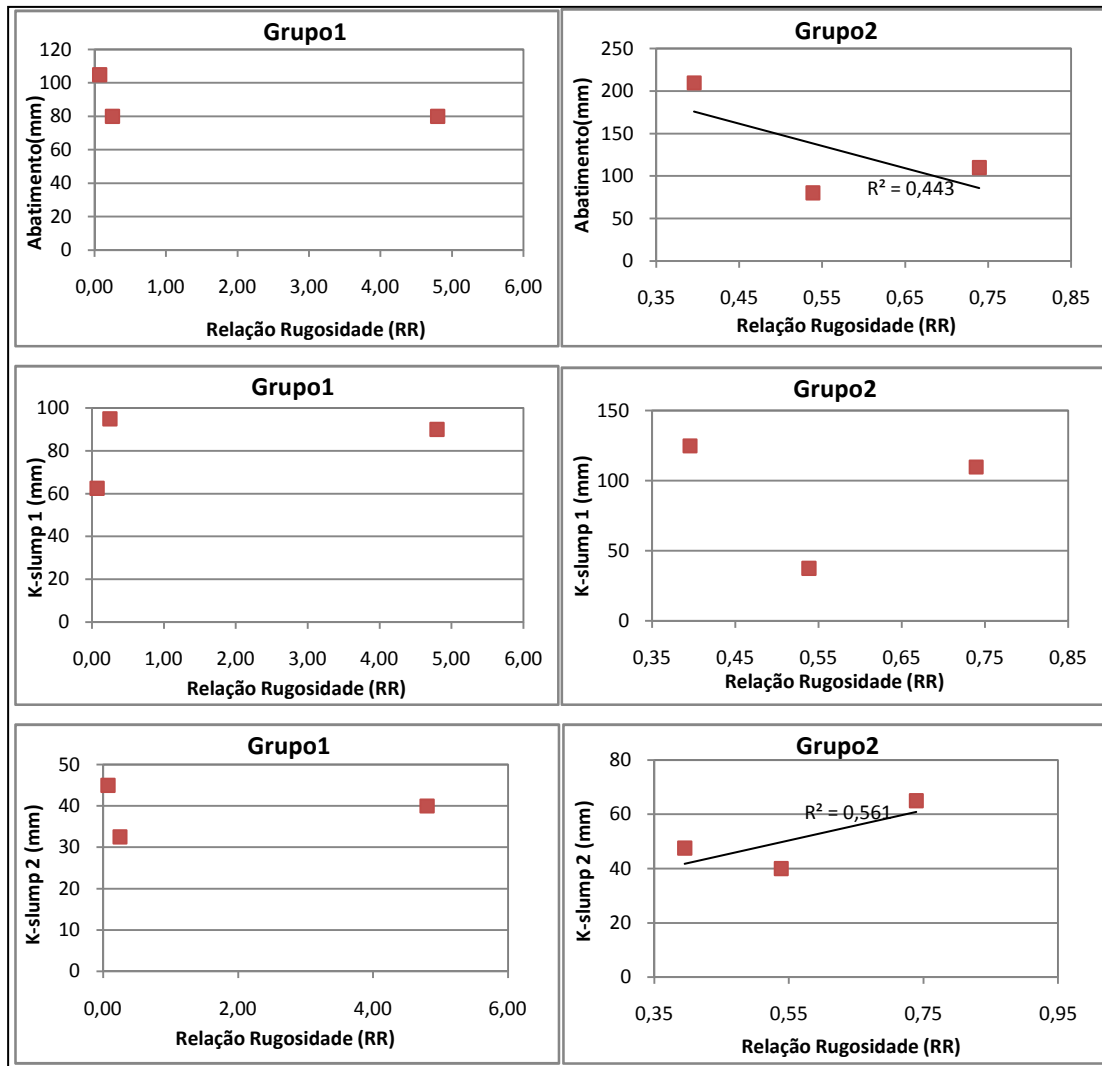 Grupo1
120
100
80
60
40
20
0
Abatimento(mm)
0,00 1,00 2,00 3,00 4,00 5,00 6,00
Relação Rugosidade (RR)
Grupo2
250
200
150
100
50
0
Abatimento(mm)
R² = 0,443
0,35 0,45 0,55 0,65 0,75 0,85
Relação Rugosidade (RR)
Grupo1
100
80
60
40
20
0
K-slump 1 (mm)
0,00 1,00 2,00 3,00 4,00 5,00 6,00
Relação Rugosidade (RR)
Grupo2
150
100
50
0
K-slump 1 (mm)
0,35 0,45 0,55 0,65 0,75 0,85
Relação Rugosidade (RR)
Grupo1
50
40
30
20
10
0
K-slump 2 (mm)
0,00 2,00 4,00 6,00
Relação Rugosidade (RR)
Grupo2
80
60
40
20
0
K-slump 2 (mm)
R² = 0,561
0,35 0,55 0,75 0,95
Relação Rugosidade (RR)